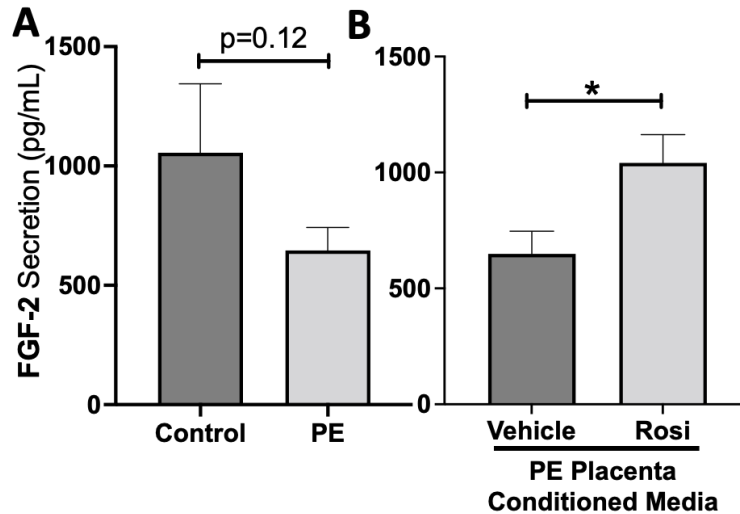 A
B
FGF-2 Secretion (pg/mL)
1500
1000
500
0
p=0.12
Control PE
1500
1000
500
0
*
Vehicle Rosi
PE Placenta
Conditioned Media